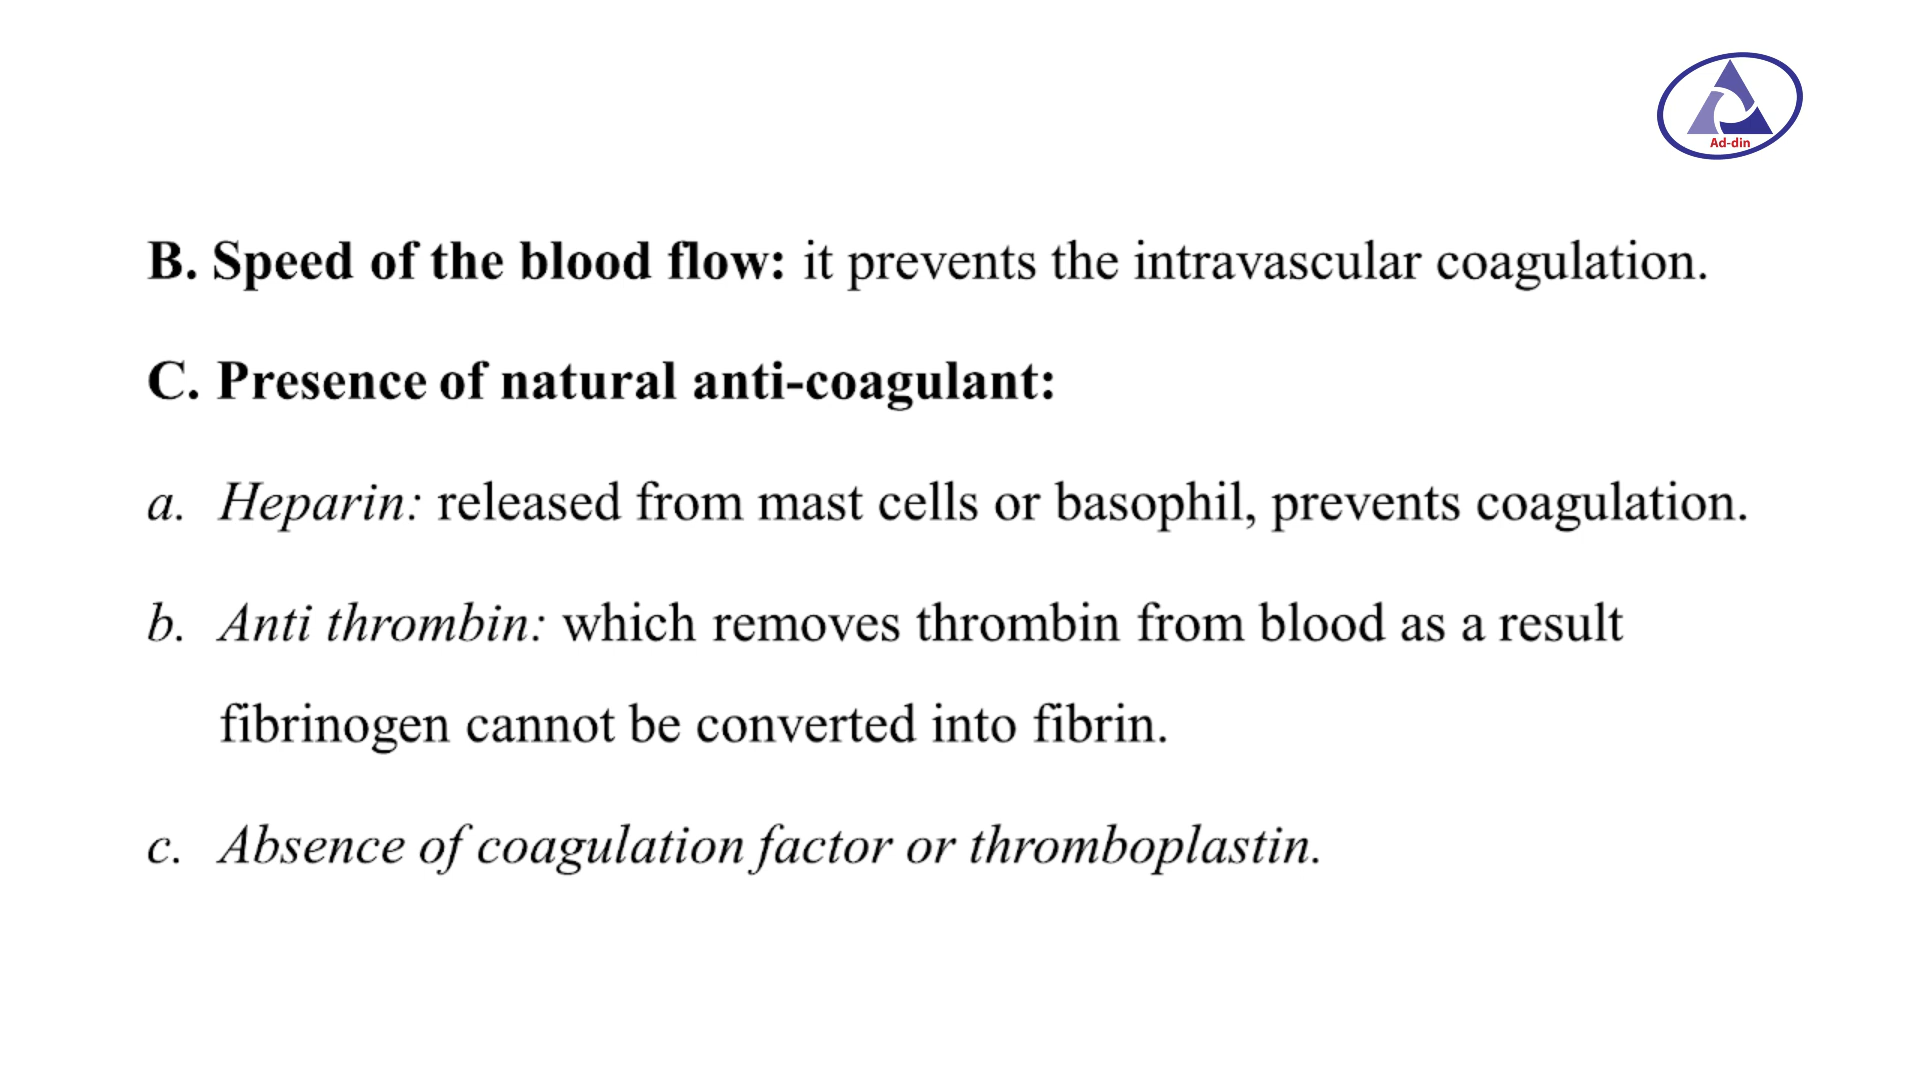 Ad-din
B. Speed of the blood flow: it prevents the intravascular coagulation.
C. Presence of natural anti-coagulant:
a. Heparin: released from mast cells or basophil, prevents coagulation.
b. Anti thrombin: which removes thrombin from blood as a result
fibrinogen cannot be converted into fibrin.
c. Absence of coagulation factor or thromboplastin.